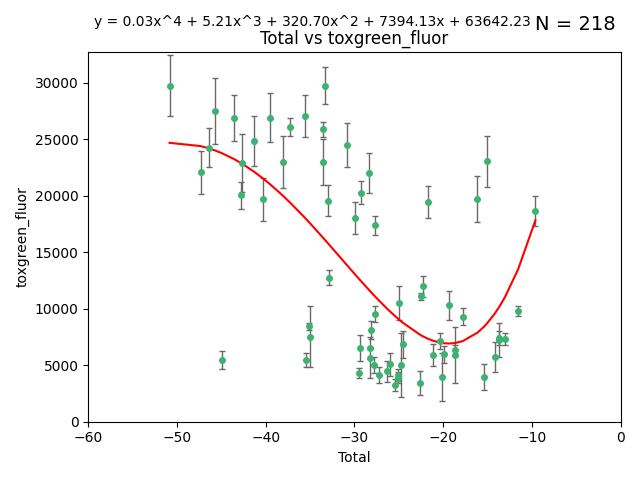 y = 0.03x^4 + 5.21x^3 + 320.70x^2 + 7394.13x + 63642.23 N = 218
Total vs toxgreen_fluor
30000
25000
20000
15000
10000
5000
0
toxgreen_fluor
−60 −50 −40 −30 −20 −10 0
Total